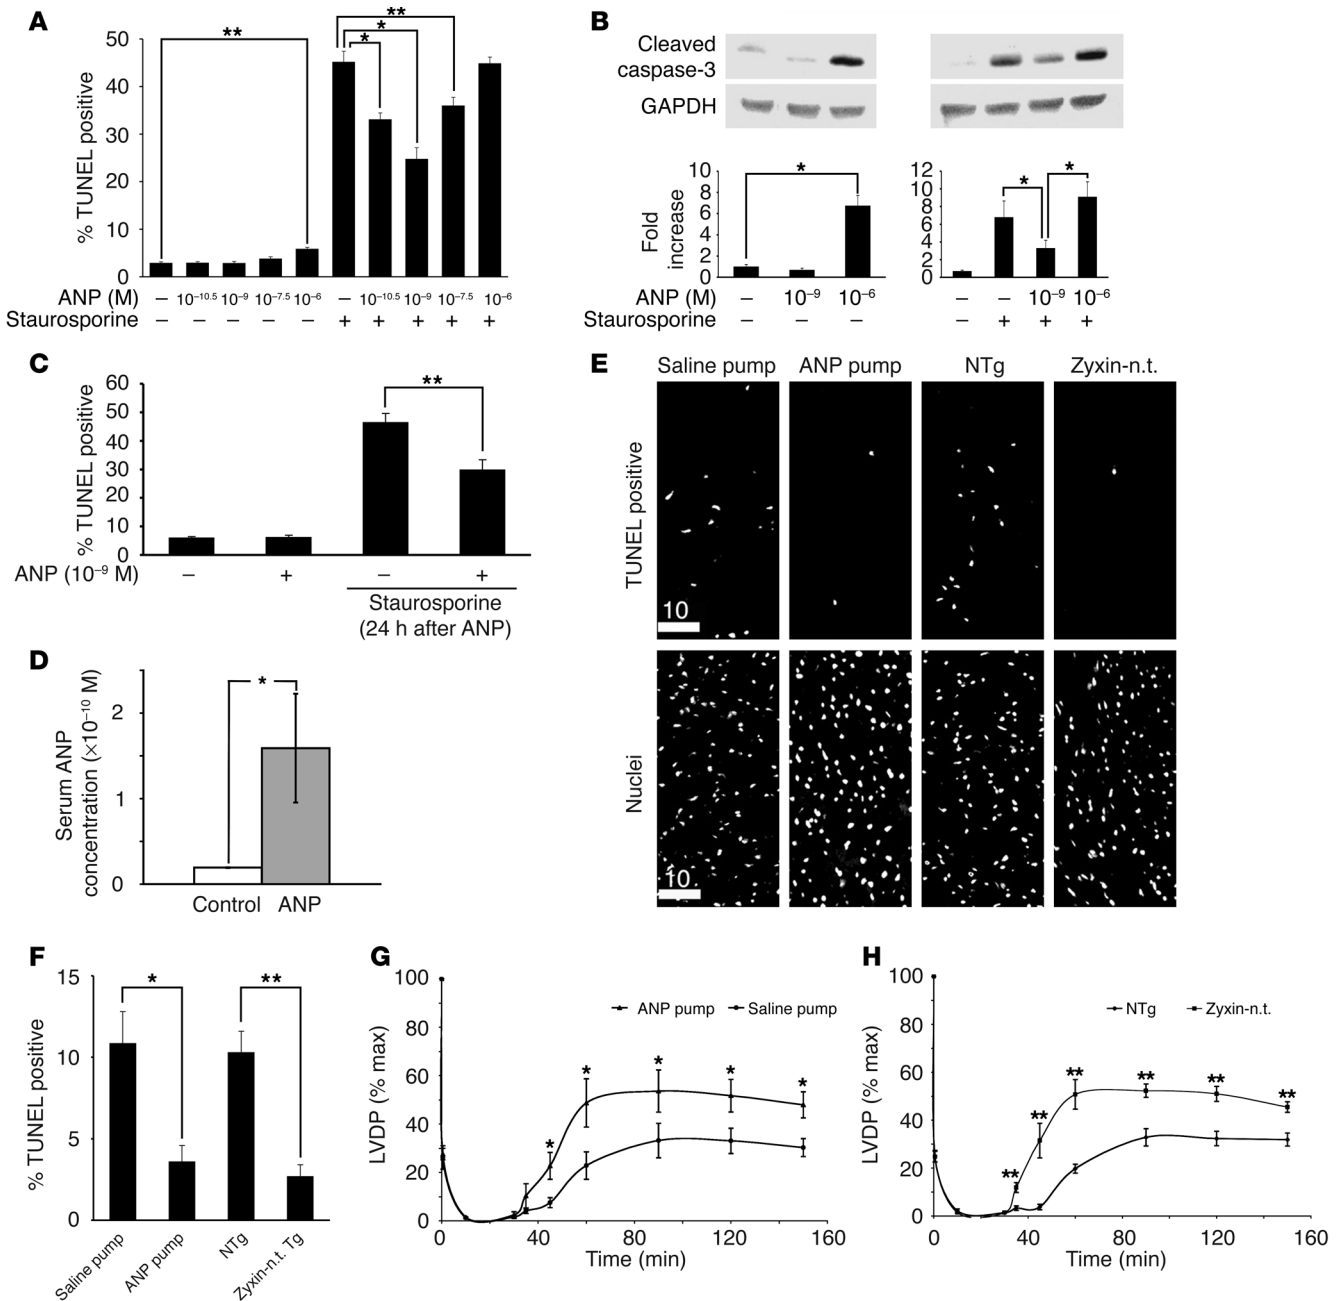 A
% TUNEL positive
50
40
30
20
10
0
**
*
*
**
ANP (M) – 10⁻¹⁰·⁵ 10⁻⁹ 10⁻⁷·⁵ 10⁻⁶ – 10⁻¹⁰·⁵ 10⁻⁹ 10⁻⁷·⁵ 10⁻⁶
Staurosporine – – – – – + + + + +
B
Cleaved
caspase-3
GAPDH
Fold
increase
10
8
6
4
2
0
*
12
10
8
6
4
2
0
* *
ANP (M) – 10⁻⁹ 10⁻⁶ – – 10⁻⁹ 10⁻⁶
Staurosporine – – – – + + +
C
% TUNEL positive
60
50
40
30
20
10
0
**
ANP (10⁻⁹ M) – + – +
Staurosporine
(24 h after ANP)
D
Serum ANP
concentration (×10⁻¹⁰ M)
2
1
0
*
Control ANP
E
Saline pump ANP pump NTg Zyxin-n.t.
TUNEL positive
10
Nuclei
10
F
% TUNEL positive
15
10
5
0
* **
Saline pump
ANP pump
NTg
Zyxin-n.t. Tg
G
LVDP (% max)
100
80
60
40
20
0
ANP pump Saline pump
* * * * *
0 40 80 120 160
Time (min)
H
LVDP (% max)
100
80
60
40
20
0
NTg Zyxin-n.t.
** ** ** ** ** **
0 40 80 120 160
Time (min)